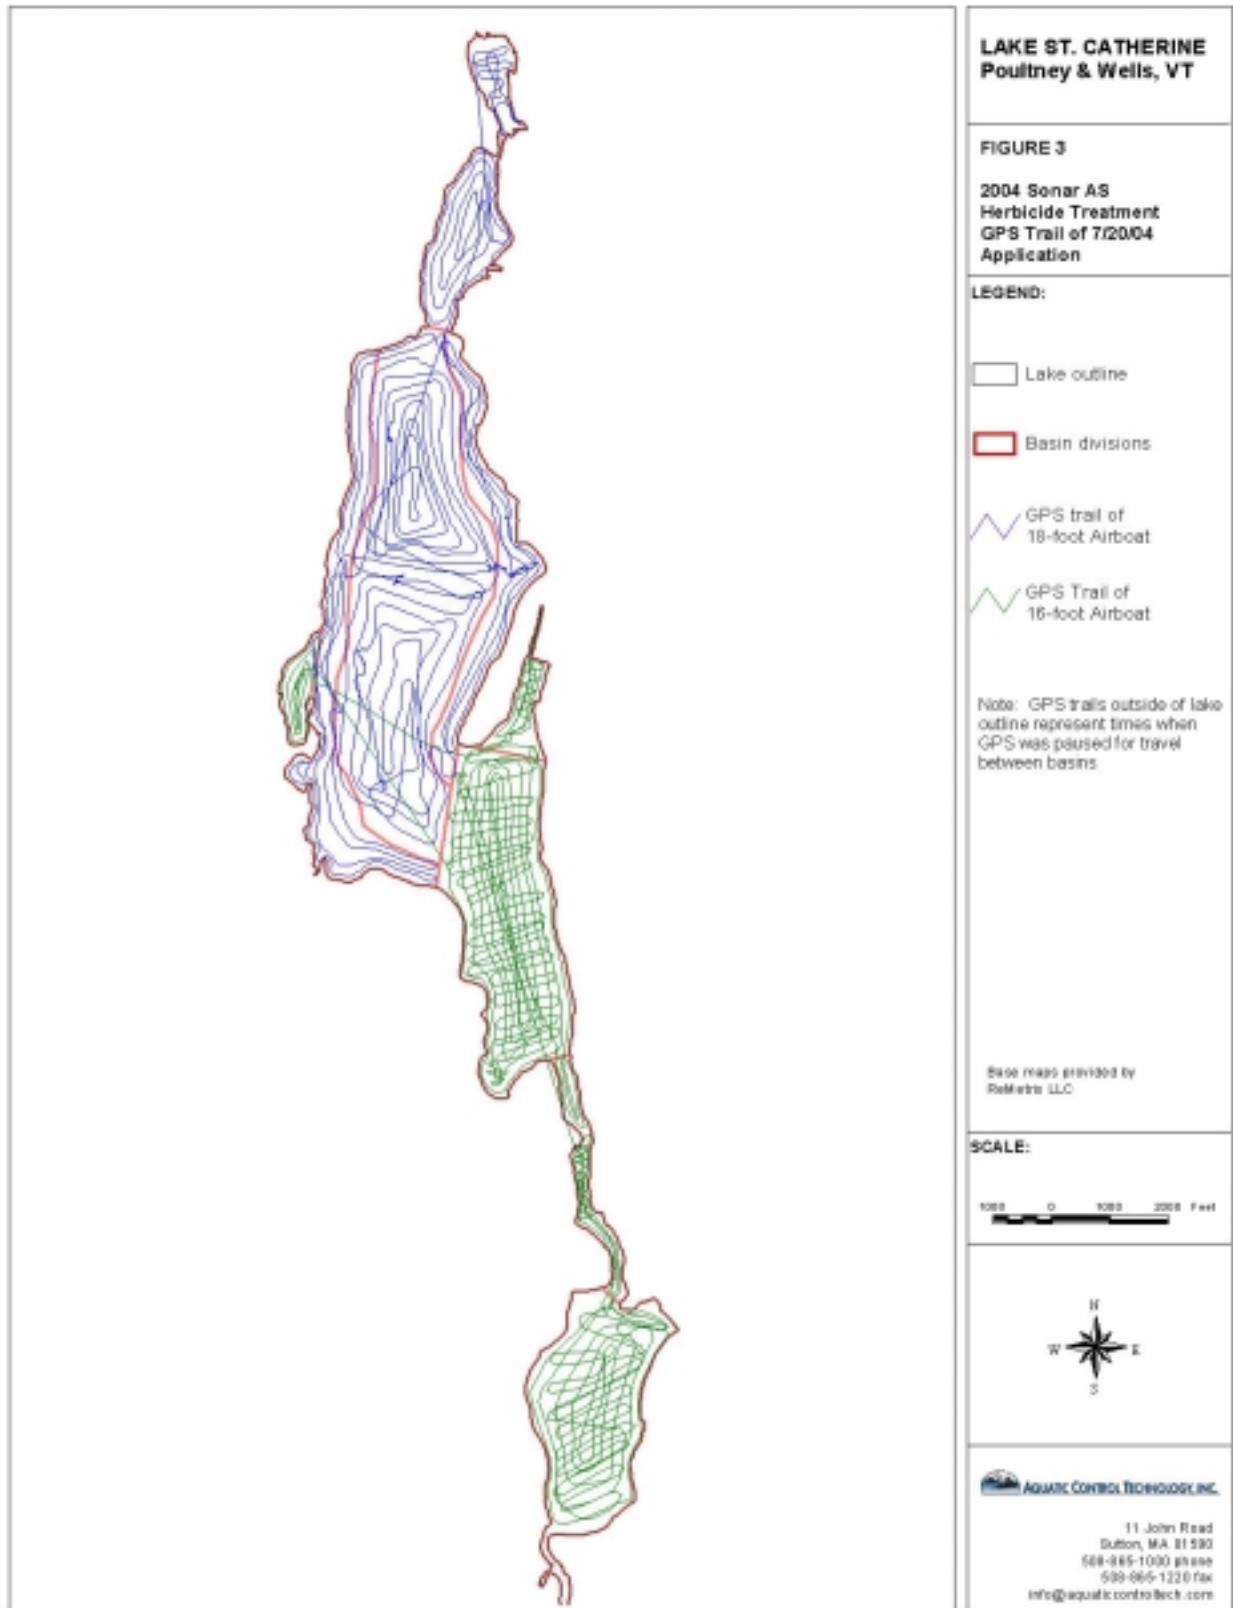 LAKE ST. CATHERINE
Poultney & Wells, VT
FIGURE 3
2004 Sonar AS
Herbicide Treatment
GPS Trail of 7/20/04
Application
LEGEND:
Lake outline
Basin divisions
GPS trail of
18-foot Airboat
GPS Trail of
16-foot Airboat
Note: GPS trails outside of lake
outline represent times when
GPS was paused for travel
between basins
Base maps provided by
ReMetrix LLC
SCALE:
1000 0 1000 2000 Feet
N
W E
S
AQUATIC CONTROL TECHNOLOGY, INC.
11 John Road
Sutton, MA 01590
508-865-1000 phone
508-865-1220 fax
info@aquaticcontroltech.com